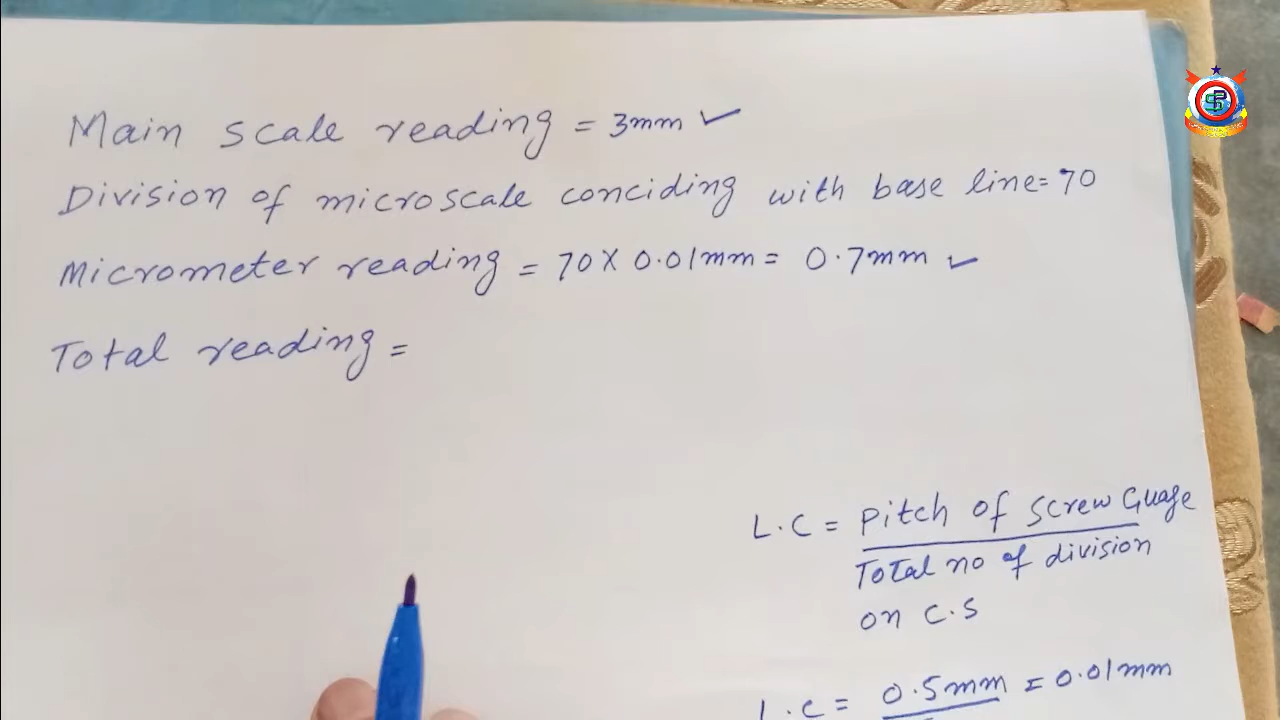 Main scale reading = 3mm ✓
Division of microscale conciding with base line= 70
Micrometer reading = 70 X 0.01mm = 0.7mm ✓
Total reading =
L.C = Pitch of Screw Guage
Total no of division
on C.S
L.C = 0.5mm = 0.01mm